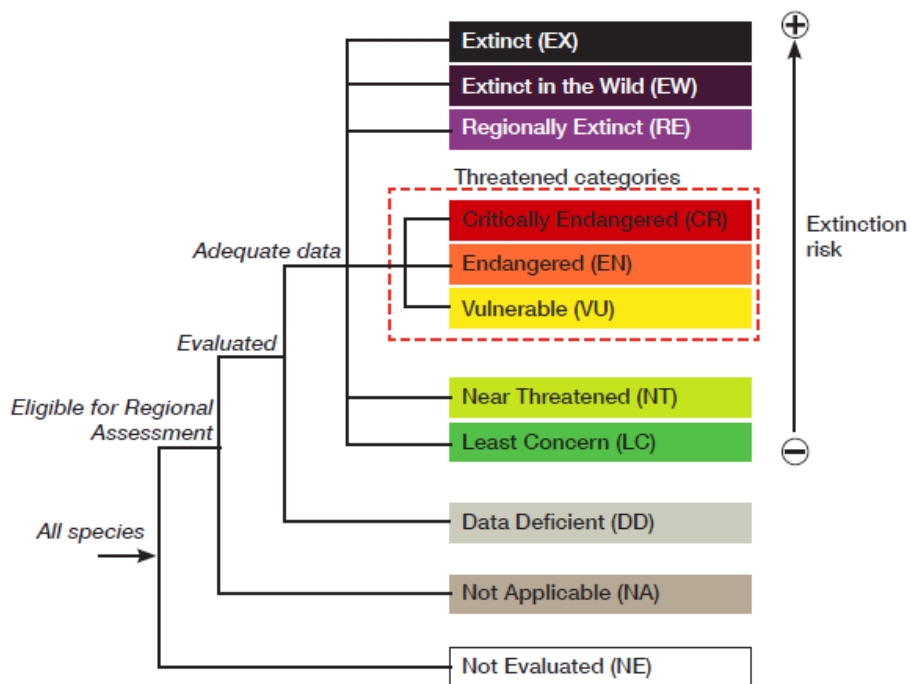 Extinct (EX)
Extinct in the Wild (EW)
Regionally Extinct (RE)
Threatened categories
Critically Endangered (CR)
Extinction
risk
Adequate data
Endangered (EN)
Vulnerable (VU)
Evaluated
Near Threatened (NT)
Eligible for Regional
Assessment
Least Concern (LC)
Data Deficient (DD)
All species
Not Applicable (NA)
Not Evaluated (NE)